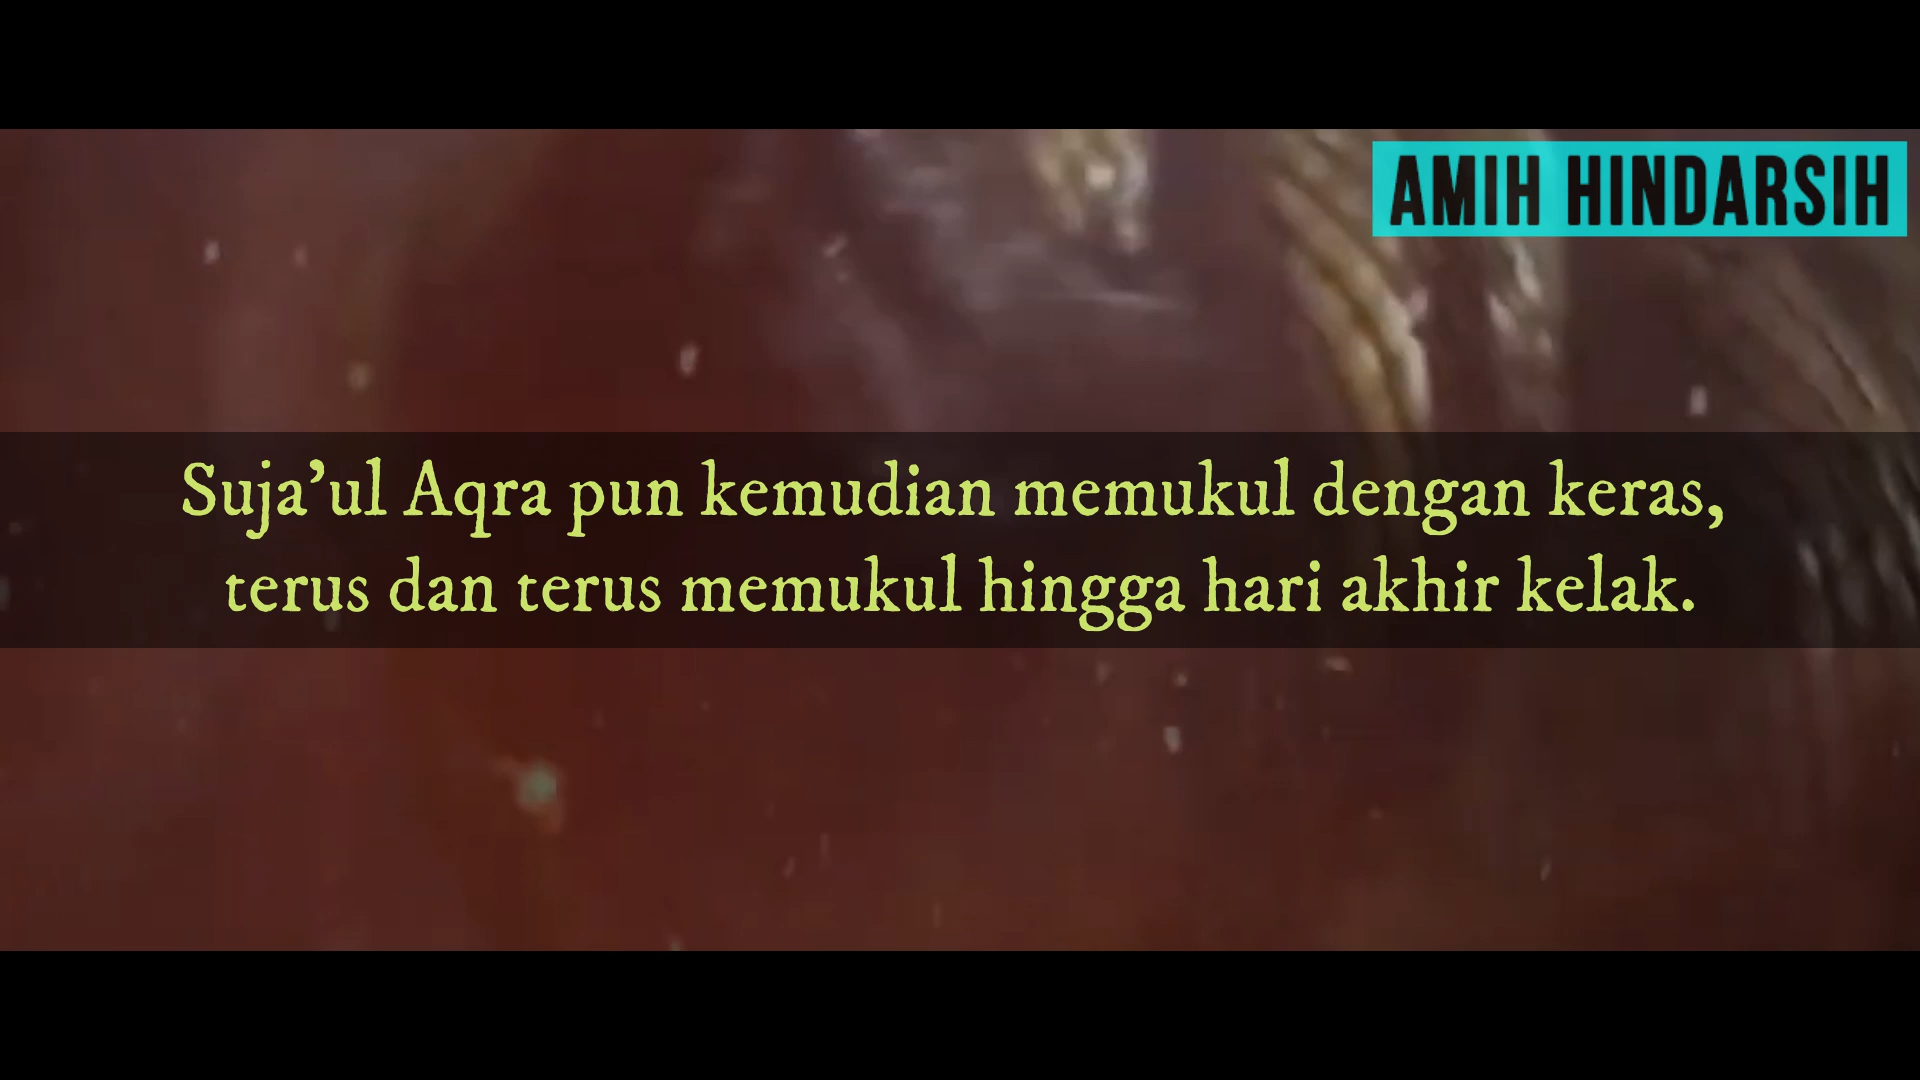 AMIH HINDARSIH
Suja’ul Aqra pun kemudian memukul dengan keras,
terus dan terus memukul hingga hari akhir kelak.